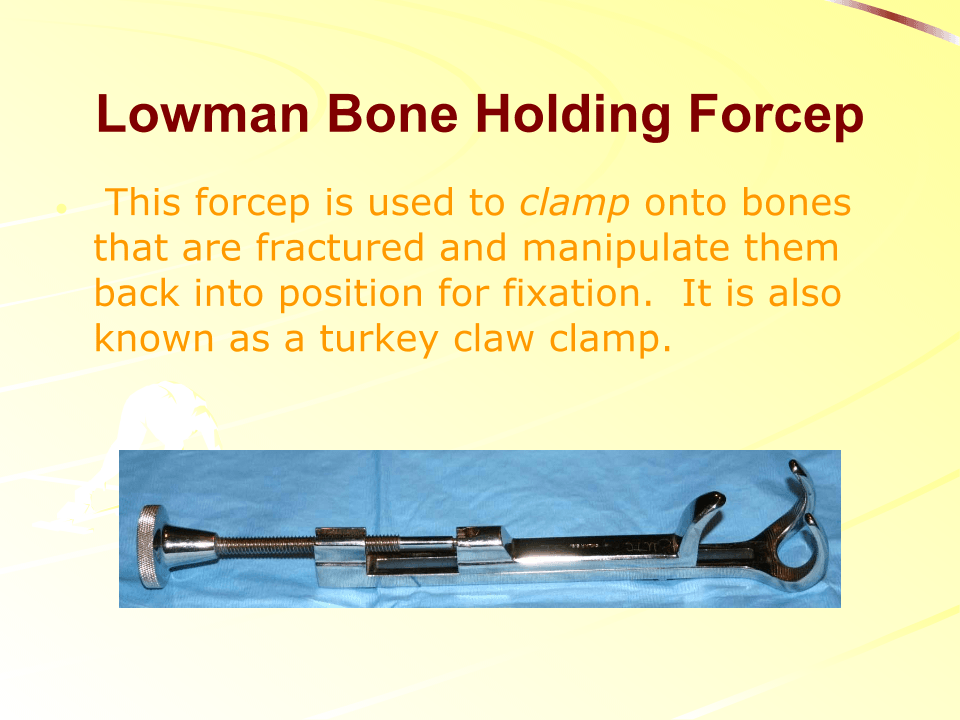 Lowman Bone Holding Forcep
• This forcep is used to clamp onto bones
that are fractured and manipulate them
back into position for fixation.  It is also
known as a turkey claw clamp.